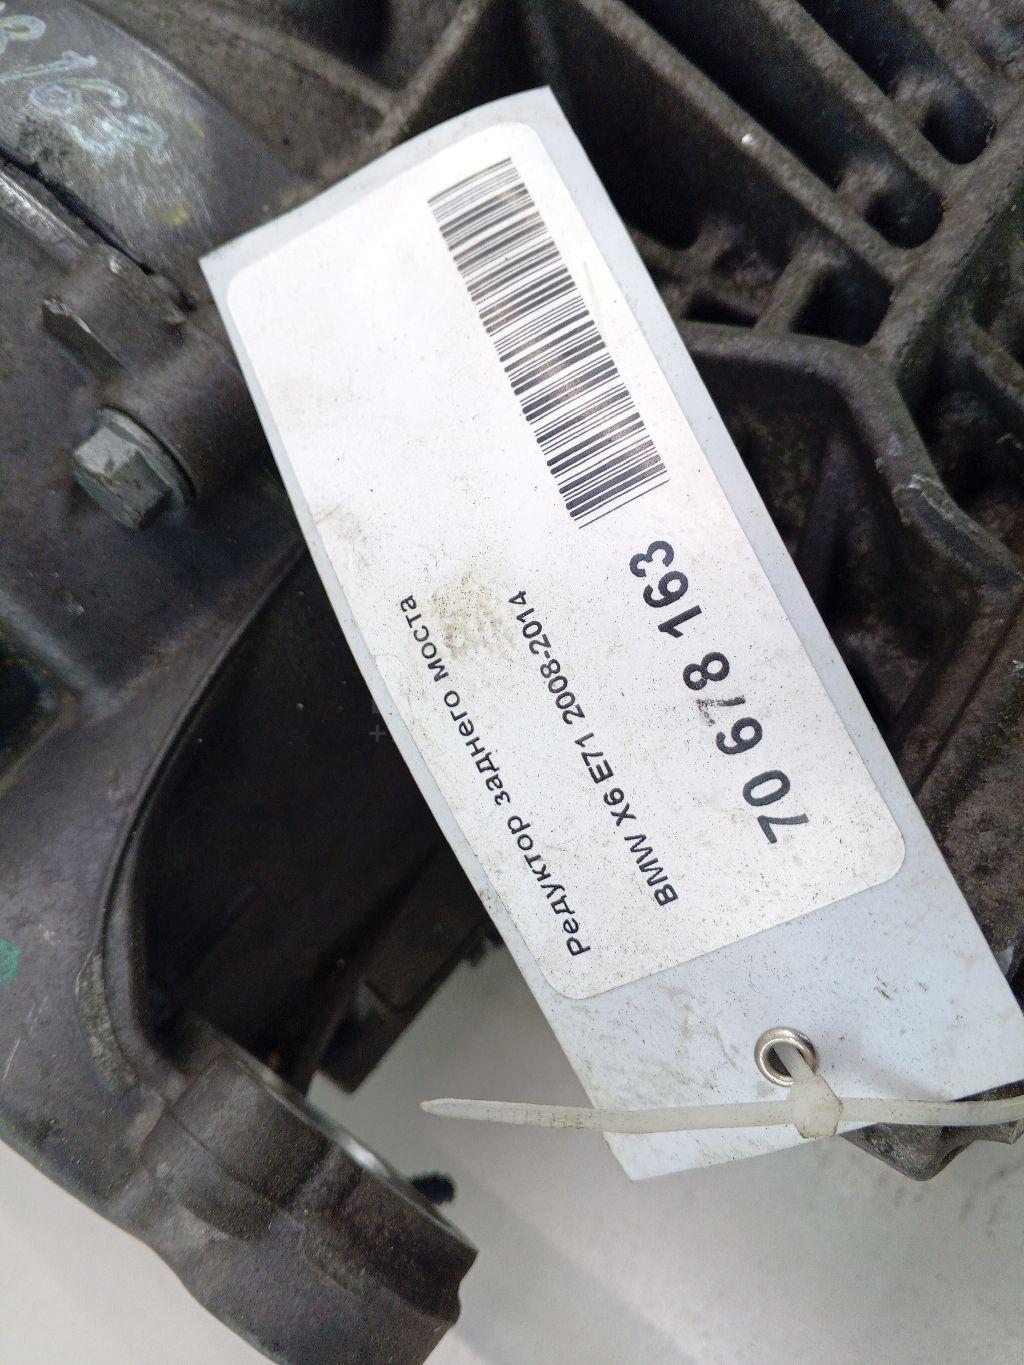 70 678 163
BMW X6 E71 2008-2014
Редуктор заднего моста